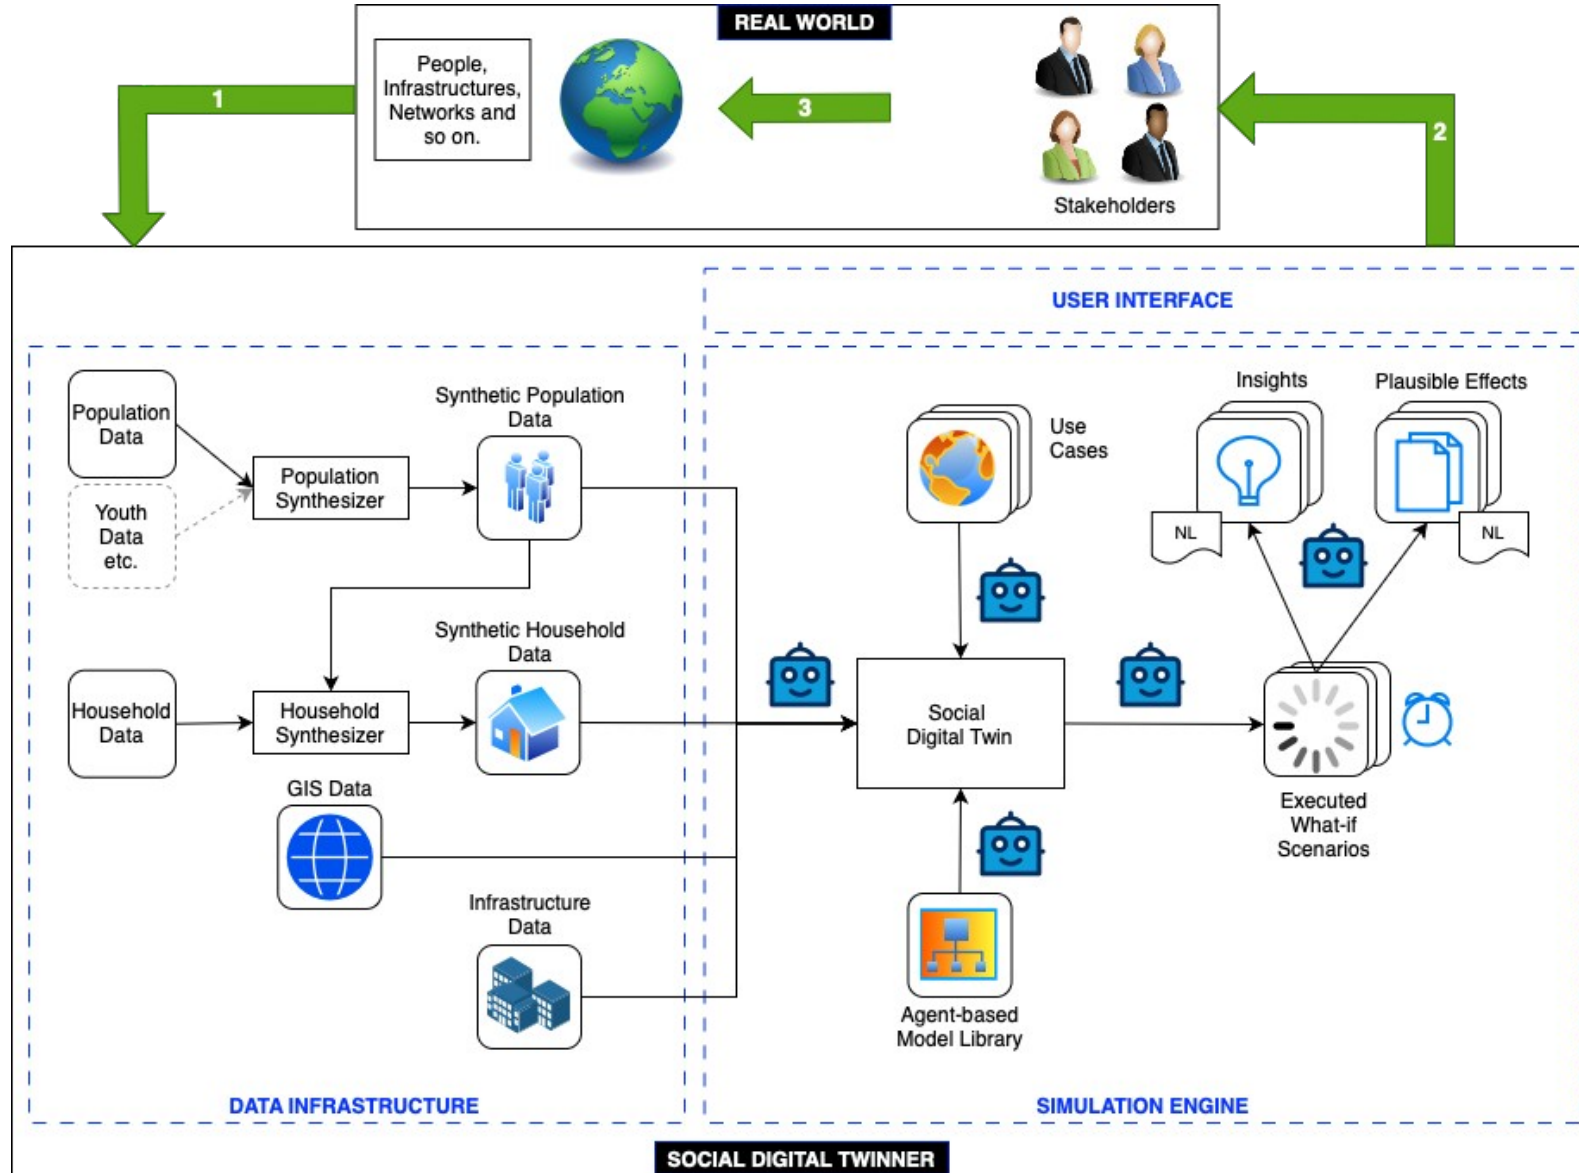 REAL WORLD
People,
Infrastructures,
Networks and
so on.
1
3
2
Stakeholders
USER INTERFACE
Population
Data
Youth
Data
etc.
Population
Synthesizer
Synthetic Population
Data
Household
Data
Household
Synthesizer
Synthetic Household
Data
GIS Data
Infrastructure
Data
DATA INFRASTRUCTURE
Use
Cases
Insights
NL
Plausible Effects
NL
Social
Digital Twin
Executed
What-if
Scenarios
Agent-based
Model Library
SIMULATION ENGINE
SOCIAL DIGITAL TWINNER